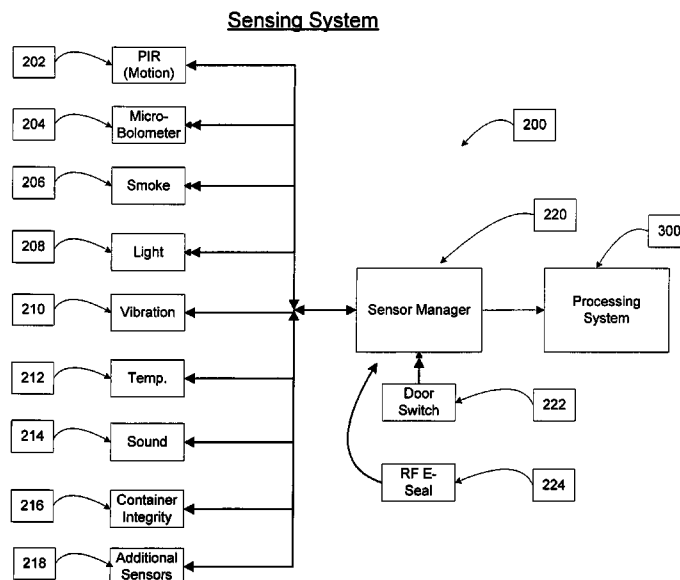 Sensing System
202
PIR
(Motion)
204
Micro-
Bolometer
200
206
Smoke
220
300
208
Light
210
Vibration
Sensor Manager
Processing
System
212
Temp.
Door
Switch
222
214
Sound
RF E-
Seal
224
216
Container
Integrity
218
Additional
Sensors